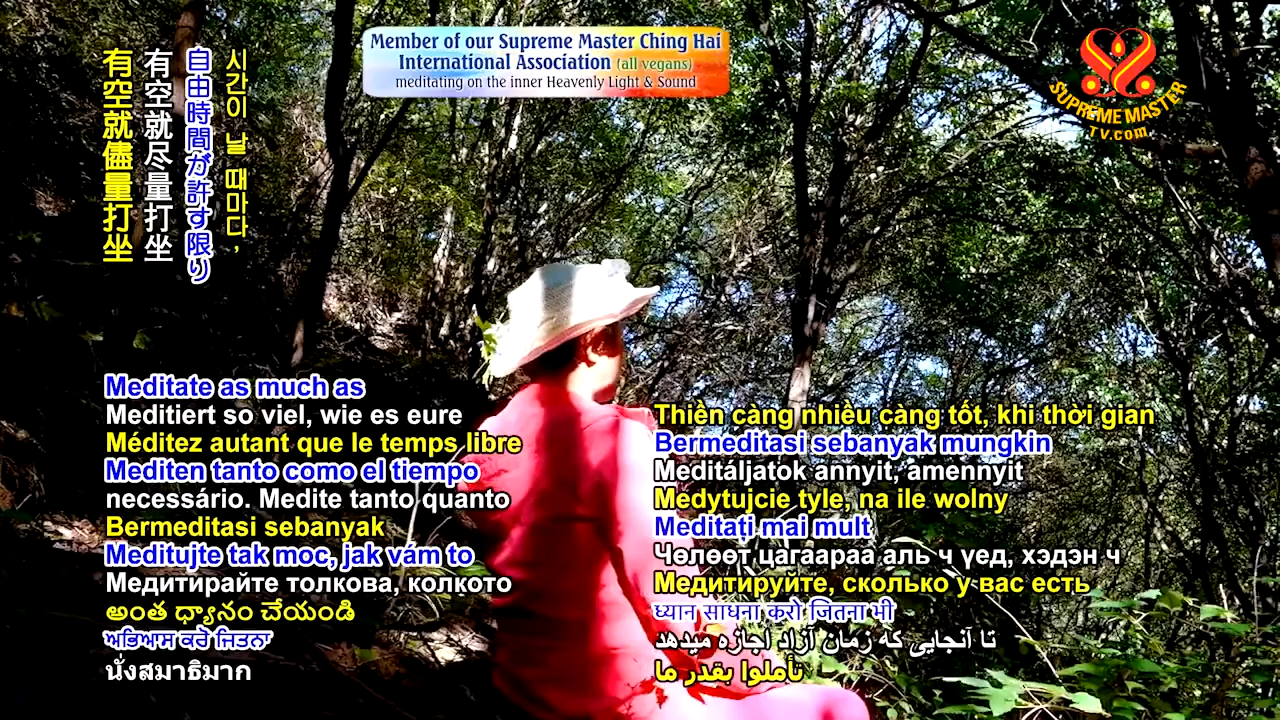 Member of our Supreme Master Ching Hai
International Association (all vegans)
meditating on the inner Heavenly Light & Sound
SUPREME MASTER
TV.com
시간이 날 때마다,
自由時間が許す限り
有空就尽量打坐
有空就儘量打坐
Meditate as much as
Meditiert so viel, wie es eure
Méditez autant que le temps libre
Mediten tanto como el tiempo
necessário. Medite tanto quanto
Bermeditasi sebanyak
Meditujte tak moc, jak vám to
Медитирайте толкова, колкото
అంత ధ్యానం చేయండి
ਅਭਿਆਸ ਕਰੋ ਜਿਤਨਾ
นั่งสมาธิมาก
Thiền càng nhiều càng tốt, khi thời gian
Bermeditasi sebanyak mungkin
Meditáljatok annyit, amennyit
Medytujcie tyle, na ile wolny
Meditați mai mult
Чөлөөт цагаараа аль ч үед, хэдэн ч
Медитируйте, сколько у вас есть
ध्यान साधना करो जितना भी
تا آنجایی که زمان آزاد اجازه میدهد
تأملوا بقدر ما